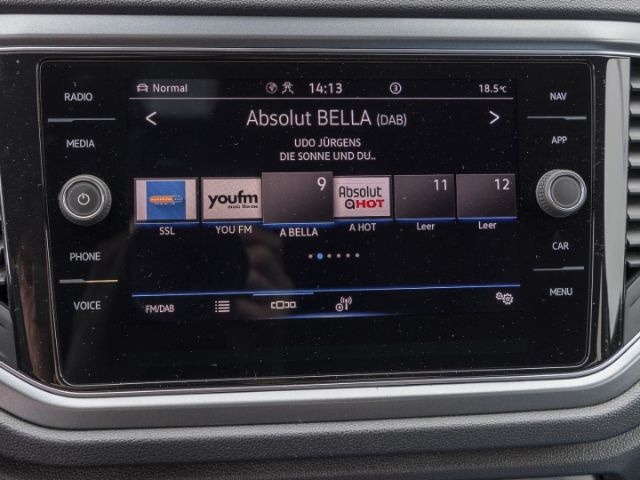 RADIO
MEDIA
PHONE
VOICE
Normal
14:13
3
18.5°C
< Absolut BELLA (DAB) >
UDO JÜRGENS
DIE SONNE UND DU..
youfm
9
Absolut HOT
11
12
SSL
YOU FM
A BELLA
A HOT
Leer
Leer
FM/DAB
NAV
APP
CAR
MENU